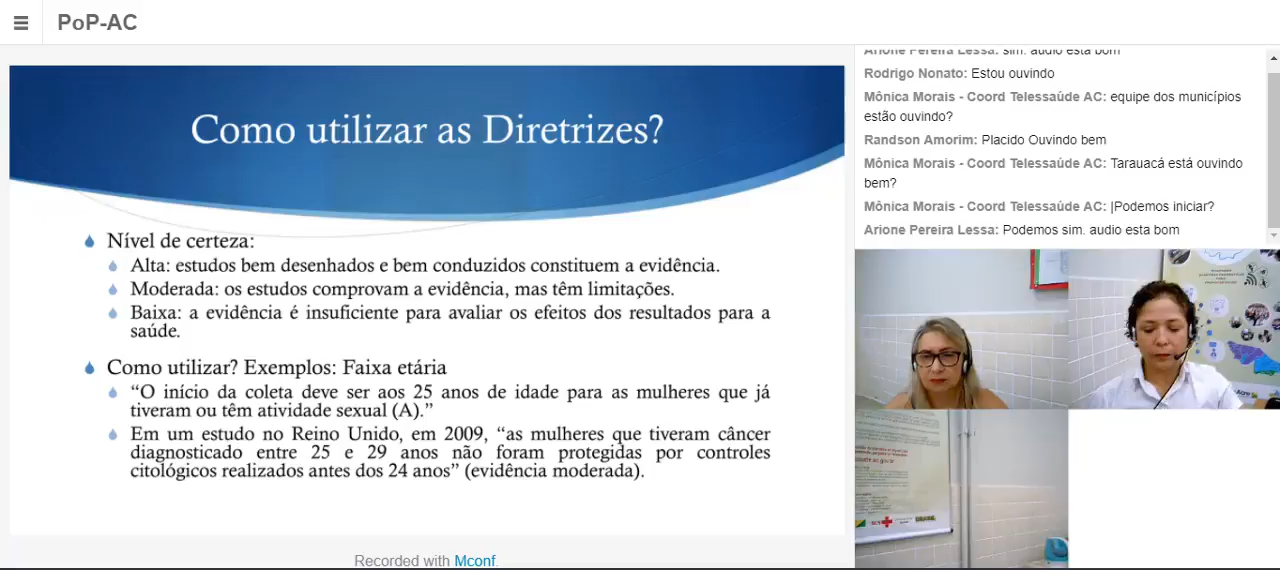 PoP-AC
Como utilizar as Diretrizes?
Nível de certeza:
Alta: estudos bem desenhados e bem conduzidos constituem a evidência.
Moderada: os estudos comprovam a evidência, mas têm limitações.
Baixa: a evidência é insuficiente para avaliar os efeitos dos resultados para a
saúde.
Como utilizar? Exemplos: Faixa etária
“O início da coleta deve ser aos 25 anos de idade para as mulheres que já
tiveram ou têm atividade sexual (A).”
Em um estudo no Reino Unido, em 2009, “as mulheres que tiveram câncer
diagnosticado entre 25 e 29 anos não foram protegidas por controles
citológicos realizados antes dos 24 anos” (evidência moderada).
Recorded with Mconf.
Arione Pereira Lessa: sim. audio esta bom
Rodrigo Nonato: Estou ouvindo
Mônica Morais - Coord Telessaúde AC: equipe dos municípios
estão ouvindo?
Randson Amorim: Placido Ouvindo bem
Mônica Morais - Coord Telessaúde AC: Tarauacá está ouvindo
bem?
Mônica Morais - Coord Telessaúde AC: |Podemos iniciar?
Arione Pereira Lessa: Podemos sim. audio esta bom
SUS